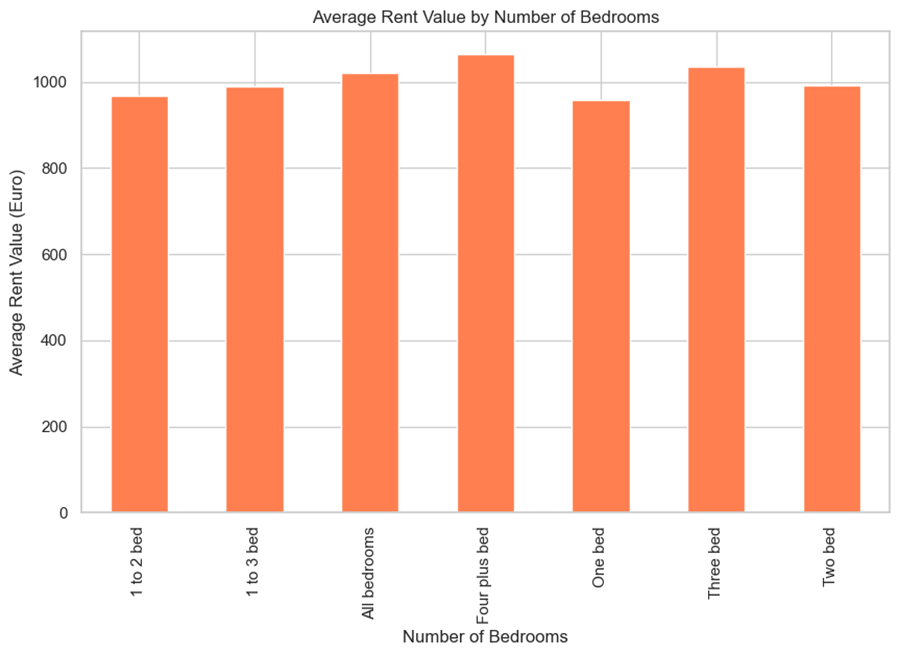 Average Rent Value by Number of Bedrooms
Average Rent Value (Euro)
1000
800
600
400
200
0
1 to 2 bed
1 to 3 bed
All bedrooms
Four plus bed
One bed
Three bed
Two bed
Number of Bedrooms